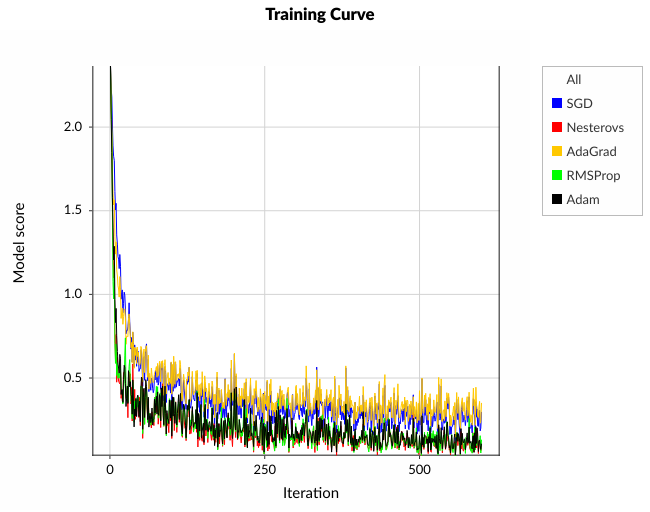 Training Curve
Model score
2.0
1.5
1.0
0.5
0
250
500
Iteration
All
SGD
Nesterovs
AdaGrad
RMSProp
Adam